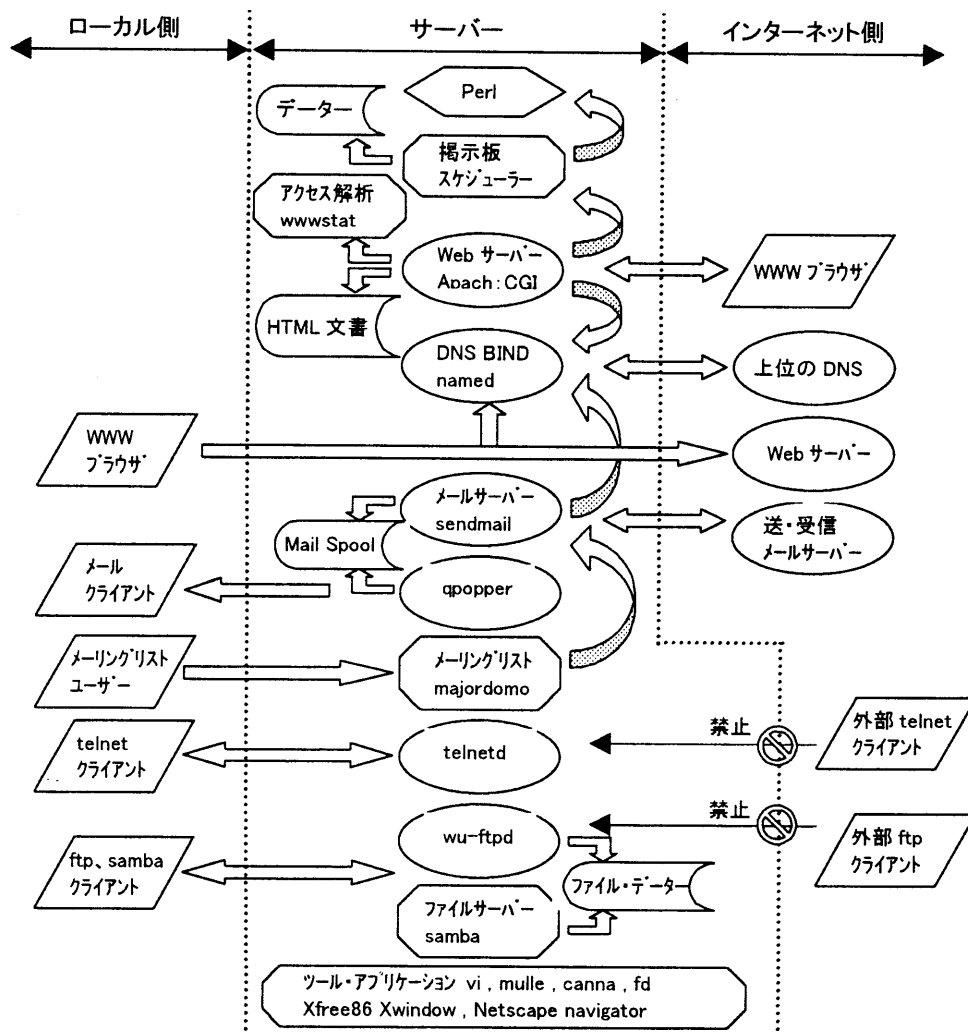 ローカル側
サーバー
インターネット側
データー
Perl
掲示板
スケジューラー
アクセス解析
wwwstat
Web サーバー
Apach:CGI
WWW ブラウザ
HTML 文書
DNS BIND
named
上位の DNS
WWW
ブラウザ
Web サーバー
メールサーバー
sendmail
Mail Spool
送・受信
メールサーバー
メール
クライアント
qpopper
メーリングリスト
ユーザー
メーリングリスト
majordomo
telnet
クライアント
telnetd
禁止
外部 telnet
クライアント
wu-ftpd
禁止
外部 ftp
クライアント
ftp、samba
クライアント
ファイル・データー
ファイルサーバー
samba
ツール・アプリケーション vi , mulle , canna , fd
Xfree86 Xwindow , Netscape navigator